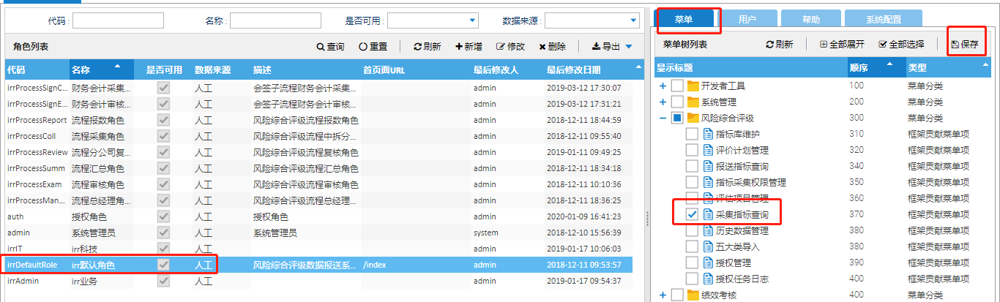 代码 :
名称 :
是否可用 :
数据来源 :
角色列表
查询
重置
刷新
新增
修改
删除
导出
代码 名称 是否可用 数据来源 描述 首页面URL 最后修改人 最后修改日期
irrProcessSignC... 财务会计采集... 人工 会签子流程财务会计采集... admin 2019-03-12 17:30:07
irrProcessSignE... 财务会计审核... 人工 会签子流程财务会计审核... admin 2019-03-12 17:31:21
irrProcessReport 流程报数角色 人工 风险综合评级流程报数角色 admin 2018-12-11 18:44:59
irrProcessColl 流程采集角色 人工 风险综合评级流程中拆分... admin 2018-12-11 09:55:40
irrProcessReview 流程分公司复... 人工 风险综合评级流程复核角色 admin 2019-01-11 09:49:25
irrProcessSumm 流程汇总角色 人工 风险综合评级流程汇总角色 admin 2018-12-11 18:34:18
irrProcessExam 流程审核角色 人工 风险综合评级流程审核角色 admin 2018-12-11 10:10:36
irrProcessMan... 流程总经理角... 人工 风险综合评级流程总经理... admin 2018-12-11 18:36:25
auth 授权角色 人工 授权角色 admin 2020-01-09 16:41:23
admin 系统管理员 人工 系统管理员 system 2018-12-10 15:56:39
irrIT irr科技 人工 admin 2019-01-17 10:06:03
irrDefaultRole irr默认角色 人工 风险综合评级数据报送系... /index admin 2018-12-11 09:53:57
irrAdmin irr业务 人工 admin 2019-01-17 09:54:37
菜单
用户
帮助
系统配置
菜单树列表
刷新
全部展开
全部选择
保存
显示标题 顺序 类型
开发者工具 100 菜单分类
系统管理 200 菜单分类
风险综合评级 300 菜单分类
指标库维护 310 框架贡献菜单项
评价计划管理 320 框架贡献菜单项
报送指标查询 340 框架贡献菜单项
指标采集权限管理 350 框架贡献菜单项
评估项目管理 360 框架贡献菜单项
采集指标查询 370 框架贡献菜单项
历史数据管理 380 框架贡献菜单项
五大类导入 380 框架贡献菜单项
授权管理 390 框架贡献菜单项
授权任务日志 400 框架贡献菜单项
绩效考核 400 菜单分类